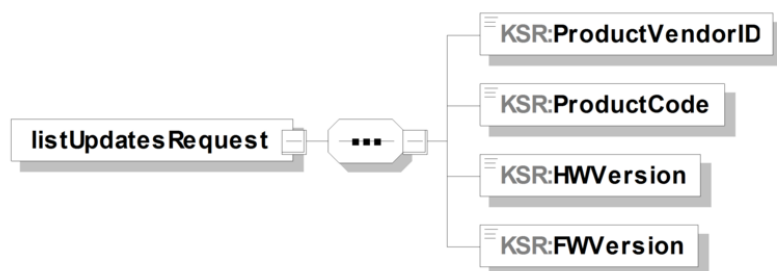 KSR:ProductVendorID
KSR:ProductCode
listUpdatesRequest
KSR:HWVersion
KSR:FWVersion